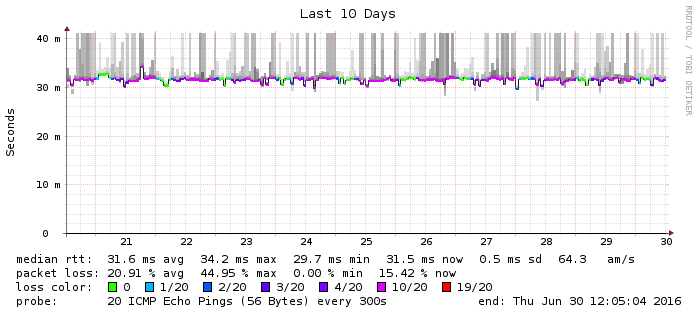 Last 10 Days
RRDTOOL / TOBI OETIKER
Seconds
40 m
30 m
20 m
10 m
0
21 22 23 24 25 26 27 28 29 30
median rtt: 31.6 ms avg 34.2 ms max 29.7 ms min 31.5 ms now 0.5 ms sd 64.3 am/s
packet loss: 20.91 % avg 44.95 % max 0.00 % min 15.42 % now
loss color: 0 1/20 2/20 3/20 4/20 10/20 19/20
probe: 20 ICMP Echo Pings (56 Bytes) every 300s end: Thu Jun 30 12:05:04 2016